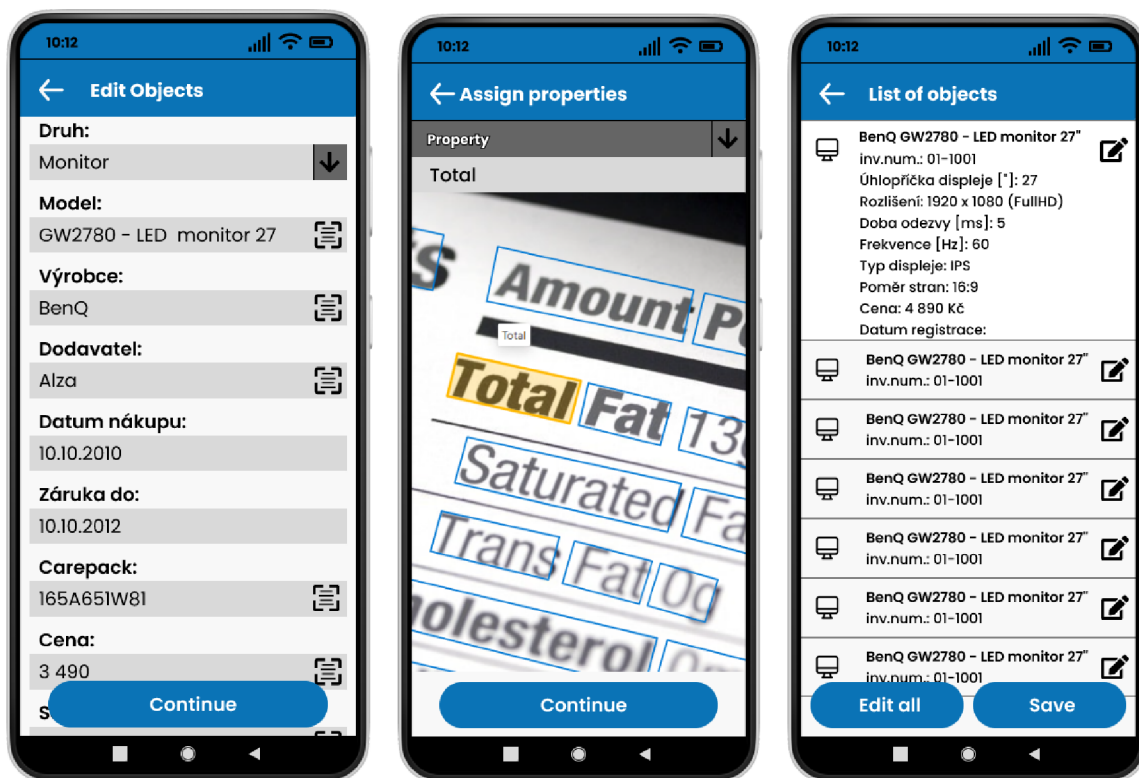 10:12
Edit Objects
Druh:
Monitor
Model:
GW2780 - LED monitor 27
Výrobce:
BenQ
Dodavatel:
Alza
Datum nákupu:
10.10.2010
Záruka do:
10.10.2012
Carepack:
165A651W81
Cena:
3 490
S
Continue
10:12
Assign properties
Property
Total
s Amount P
Total
Total Fat 13g
Saturated Fa
Trans Fat 0g
holesterol 0m
Continue
10:12
List of objects
BenQ GW2780 - LED monitor 27"
inv.num.: 01-1001
Úhlopříčka displeje ["]: 27
Rozlišení: 1920 x 1080 (FullHD)
Doba odezvy [ms]: 5
Frekvence [Hz]: 60
Typ displeje: IPS
Poměr stran: 16:9
Cena: 4 890 Kč
Datum registrace:
BenQ GW2780 - LED monitor 27"
inv.num.: 01-1001
BenQ GW2780 - LED monitor 27"
inv.num.: 01-1001
BenQ GW2780 - LED monitor 27"
inv.num.: 01-1001
BenQ GW2780 - LED monitor 27"
inv.num.: 01-1001
BenQ GW2780 - LED monitor 27"
inv.num.: 01-1001
BenQ GW2780 - LED monitor 27"
inv.num.: 01-1001
Edit all
Save